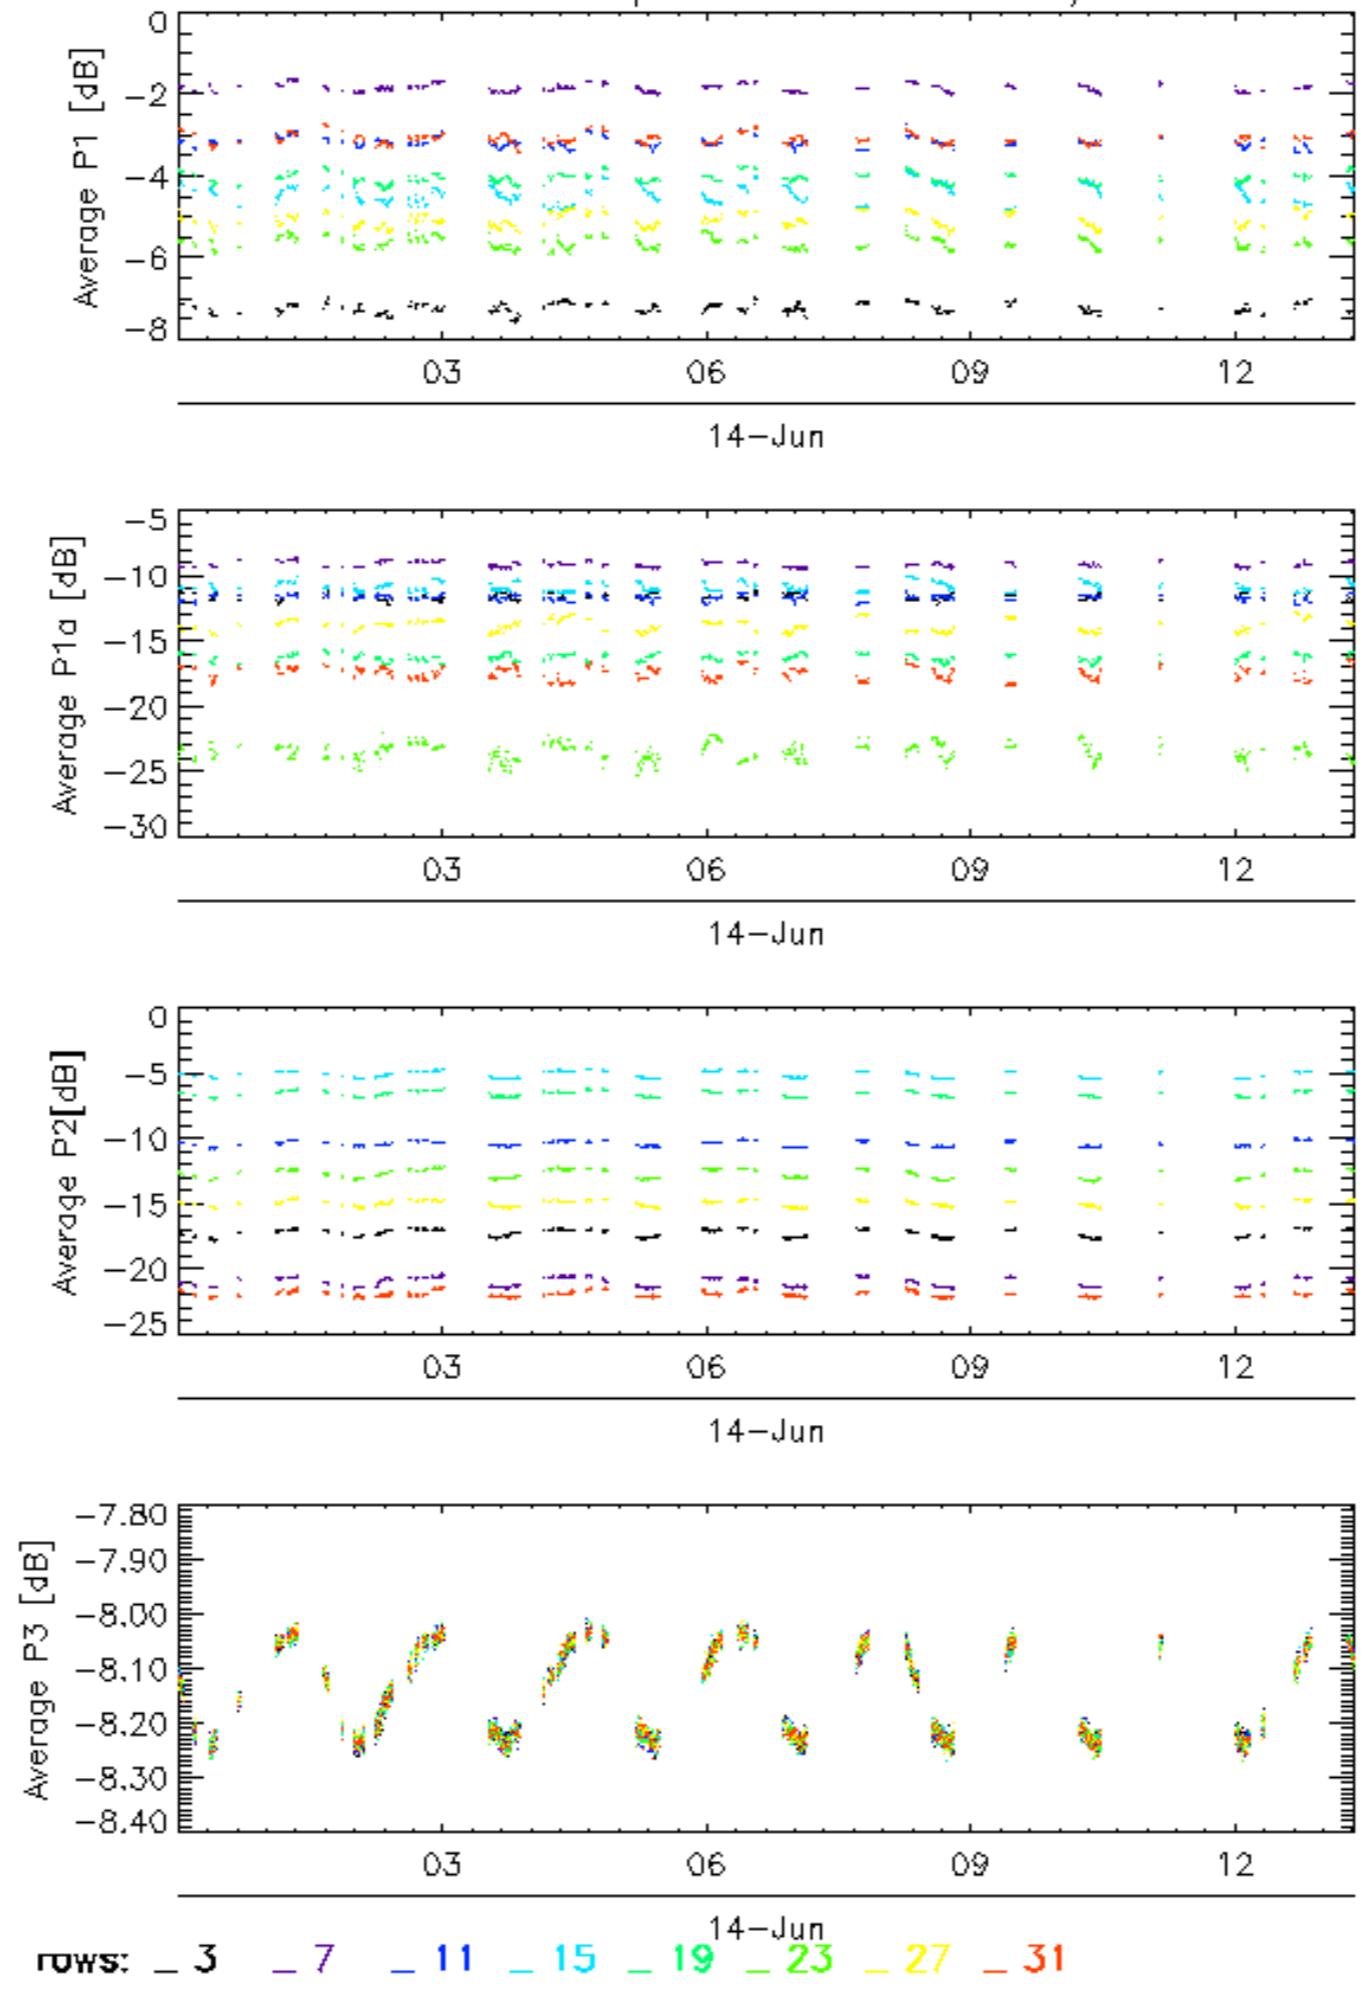 0
−2
−4
−6
−8
Average P1 [dB]
03 06 09 12
14−Jun
−5
−10
−15
−20
−25
−30
Average P1a [dB]
03 06 09 12
14−Jun
0
−5
−10
−15
−20
−25
Average P2[dB]
03 06 09 12
14−Jun
−7.80
−7.90
−8.00
−8.10
−8.20
−8.30
−8.40
Average P3 [dB]
03 06 09 12
14−Jun
rows: _ 3 _ 7 _ 11 _ 15 _ 19 _ 23 _ 27 _ 31